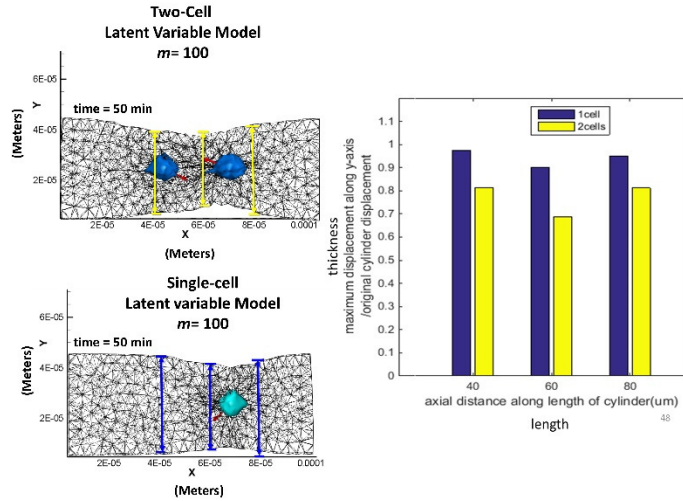 Two-Cell
Latent Variable Model
m= 100
6E-05
Y
time = 50 min
(Meters)
4E-05
2E-05
2E-05 4E-05 6E-05 8E-05 0.0001
X
(Meters)
Single-cell
Latent variable Model
m= 100
time = 50 min
6E-05
Y
(Meters)
4E-05
2E-05
2E-05 4E-05 6E-05 8E-05 0.0001
X
(Meters)
1cell
2cells
thickness
maximum displacement along y-axis
/original cylinder displacement
1.1
1
0.9
0.8
0.7
0.6
0.5
0.4
0.3
0.2
0.1
0
40 60 80
axial distance along length of cylinder(um)
length
48